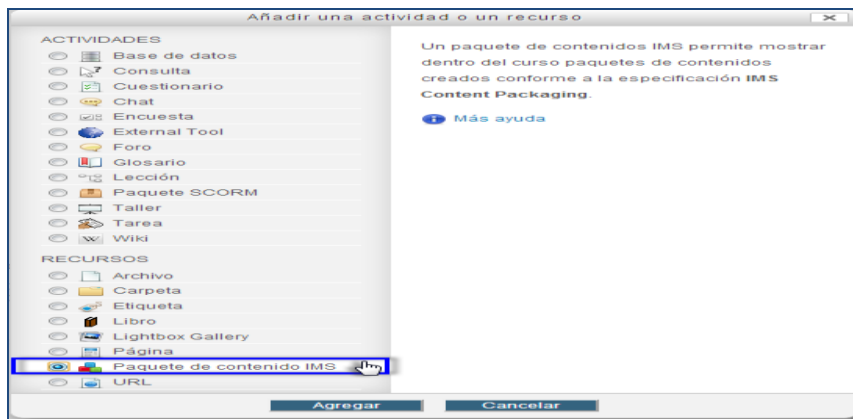 Añadir una actividad o un recurso
ACTIVIDADES
Base de datos
Consulta
Cuestionario
Chat
Encuesta
External Tool
Foro
Glosario
Lección
Paquete SCORM
Taller
Tarea
Wiki
RECURSOS
Archivo
Carpeta
Etiqueta
Libro
Lightbox Gallery
Página
Paquete de contenido IMS
URL
Un paquete de contenidos IMS permite mostrar
dentro del curso paquetes de contenidos
creados conforme a la especificación IMS
Content Packaging.
Más ayuda
Agregar
Cancelar